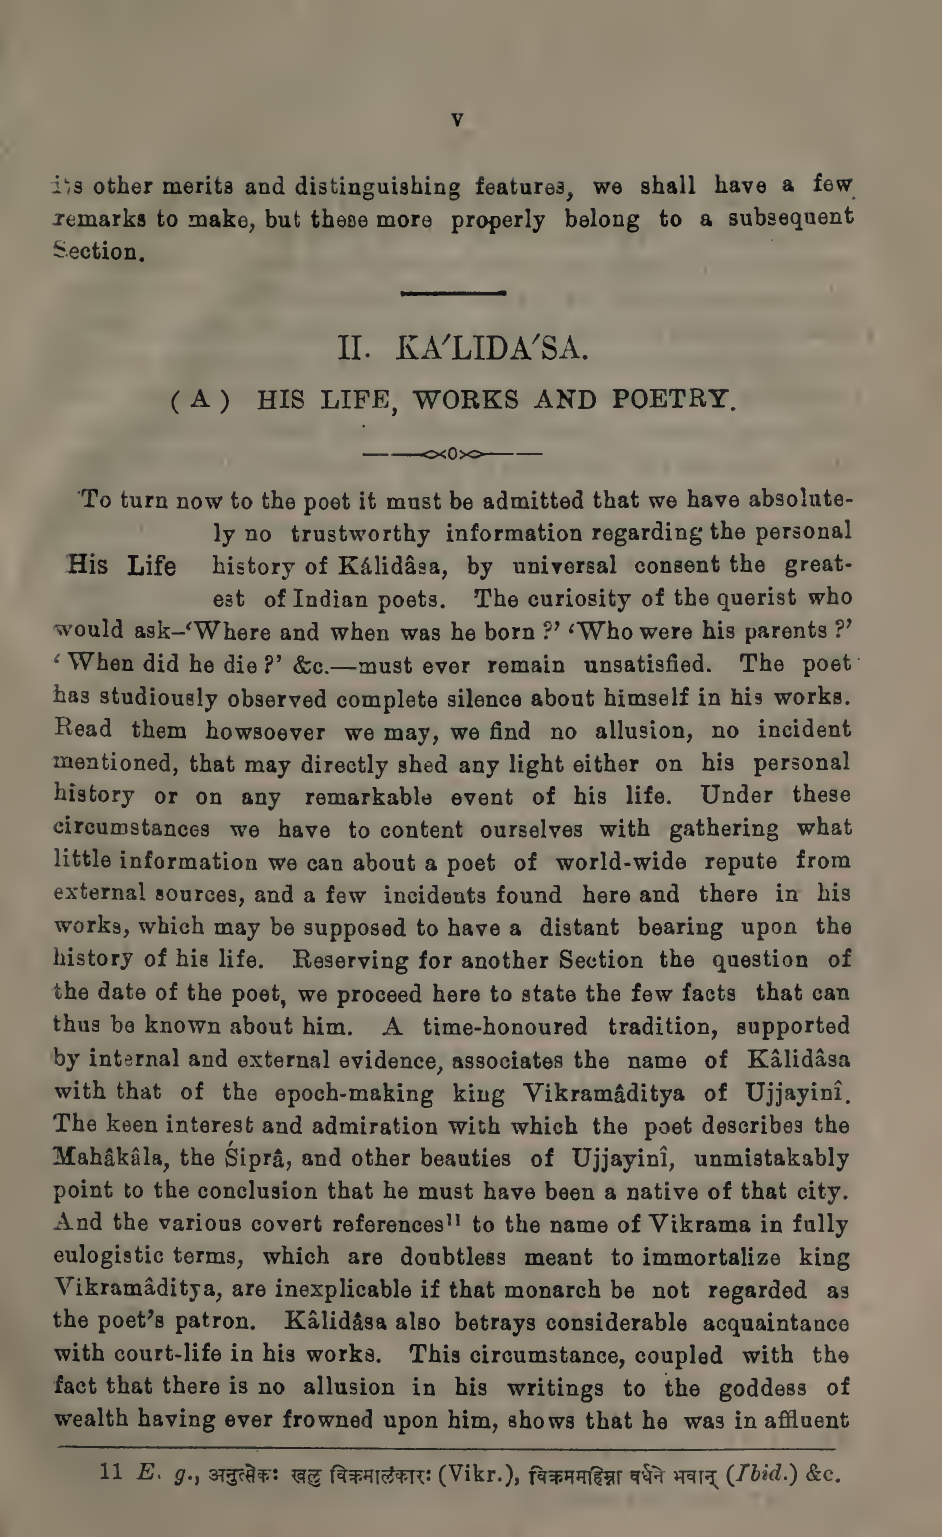 v
its other merits and distinguishing features, we shall have a few
remarks to make, but these more properly belong to a subsequent
Section.
II. KA′LIDA′SA.
( A ) HIS LIFE, WORKS AND POETRY.
To turn now to the poet it must be admitted that we have absolute-
ly no trustworthy information regarding the personal
His Life history of Kálidâsa, by universal consent the great-
est of Indian poets. The curiosity of the querist who
would ask–‘Where and when was he born ?’ ‘Who were his parents ?’
‘ When did he die ?’ &c.—must ever remain unsatisfied. The poet
has studiously observed complete silence about himself in his works.
Read them howsoever we may, we find no allusion, no incident
mentioned, that may directly shed any light either on his personal
history or on any remarkable event of his life. Under these
circumstances we have to content ourselves with gathering what
little information we can about a poet of world-wide repute from
external sources, and a few incidents found here and there in his
works, which may be supposed to have a distant bearing upon the
history of his life. Reserving for another Section the question of
the date of the poet, we proceed here to state the few facts that can
thus be known about him. A time-honoured tradition, supported
by internal and external evidence, associates the name of Kâlidâsa
with that of the epoch-making king Vikramâditya of Ujjayinî.
The keen interest and admiration with which the poet describes the
Mahâkâla, the Śiprâ, and other beauties of Ujjayinî, unmistakably
point to the conclusion that he must have been a native of that city.
And the various covert references¹¹ to the name of Vikrama in fully
eulogistic terms, which are doubtless meant to immortalize king
Vikramâditya, are inexplicable if that monarch be not regarded as
the poet’s patron. Kâlidâsa also betrays considerable acquaintance
with court-life in his works. This circumstance, coupled with the
fact that there is no allusion in his writings to the goddess of
wealth having ever frowned upon him, shows that he was in affluent
11 E. g., अनुत्सेकः खलु विक्रमालंकारः (Vikr.), विक्रममहिम्ना वर्धने भवान् (Ibid.) &c.